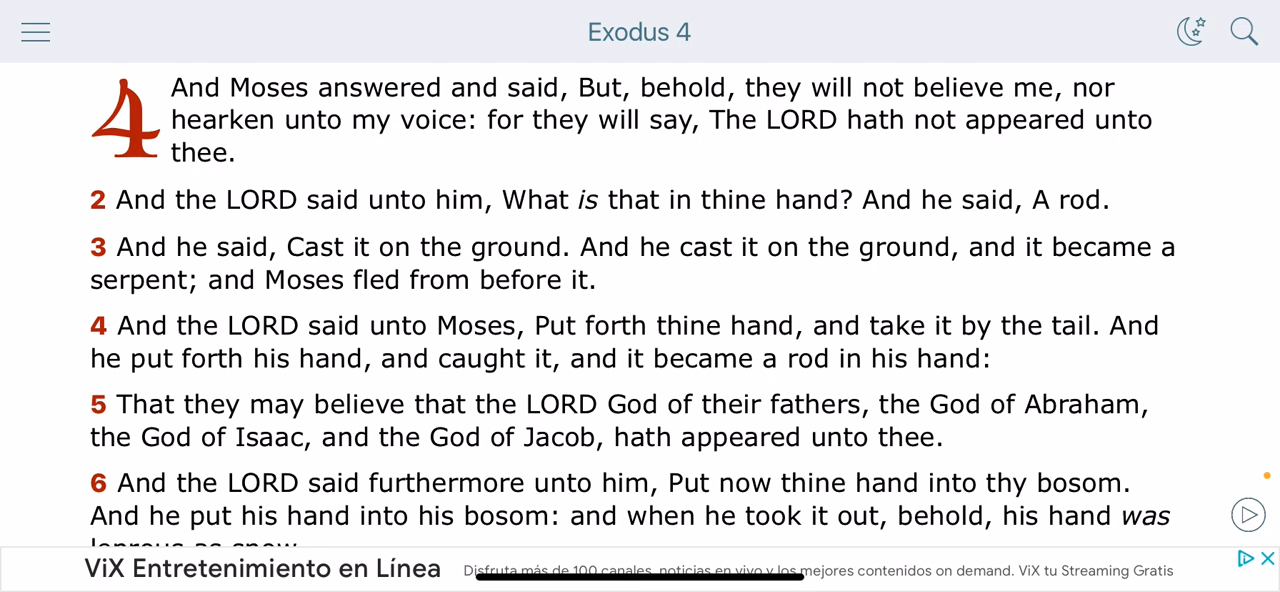 Exodus 4
4 And Moses answered and said, But, behold, they will not believe me, nor
hearken unto my voice: for they will say, The LORD hath not appeared unto
thee.
2 And the LORD said unto him, What is that in thine hand? And he said, A rod.
3 And he said, Cast it on the ground. And he cast it on the ground, and it became a
serpent; and Moses fled from before it.
4 And the LORD said unto Moses, Put forth thine hand, and take it by the tail. And
he put forth his hand, and caught it, and it became a rod in his hand:
5 That they may believe that the LORD God of their fathers, the God of Abraham,
the God of Isaac, and the God of Jacob, hath appeared unto thee.
6 And the LORD said furthermore unto him, Put now thine hand into thy bosom.
And he put his hand into his bosom: and when he took it out, behold, his hand was
leprous as snow.
ViX Entretenimiento en Línea Disfruta más de 100 canales, noticias en vivo y los mejores contenidos on demand. ViX tu Streaming Gratis